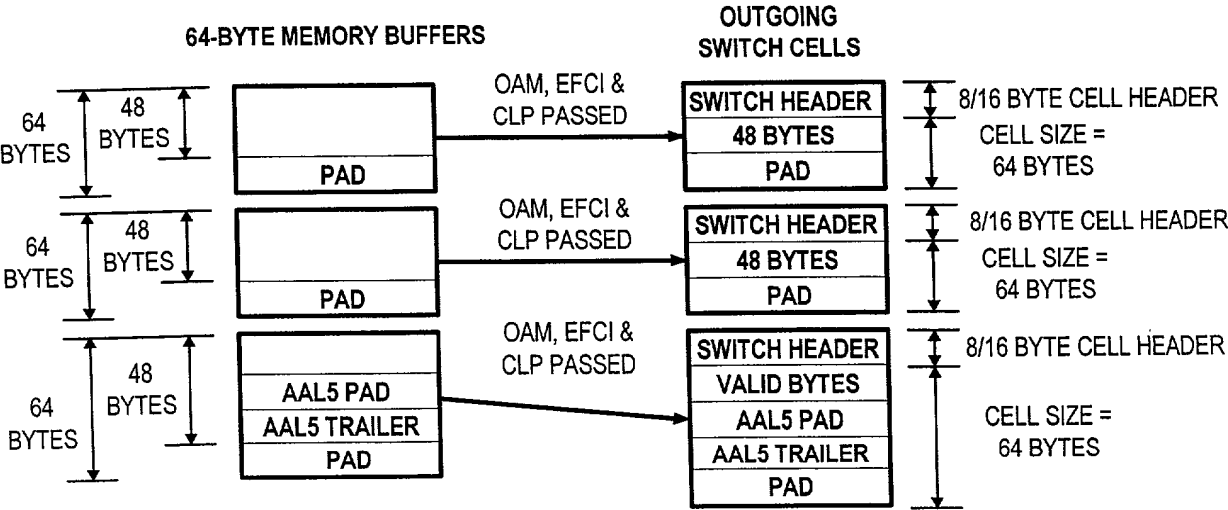 64-BYTE MEMORY BUFFERS
OUTGOING
SWITCH CELLS
64
BYTES
48
BYTES
PAD
OAM, EFCI &
CLP PASSED
SWITCH HEADER
48 BYTES
PAD
8/16 BYTE CELL HEADER
CELL SIZE =
64 BYTES
64
BYTES
48
BYTES
PAD
OAM, EFCI &
CLP PASSED
SWITCH HEADER
48 BYTES
PAD
8/16 BYTE CELL HEADER
CELL SIZE =
64 BYTES
64
BYTES
48
BYTES
AAL5 PAD
AAL5 TRAILER
PAD
OAM, EFCI &
CLP PASSED
SWITCH HEADER
VALID BYTES
AAL5 PAD
AAL5 TRAILER
PAD
8/16 BYTE CELL HEADER
CELL SIZE =
64 BYTES